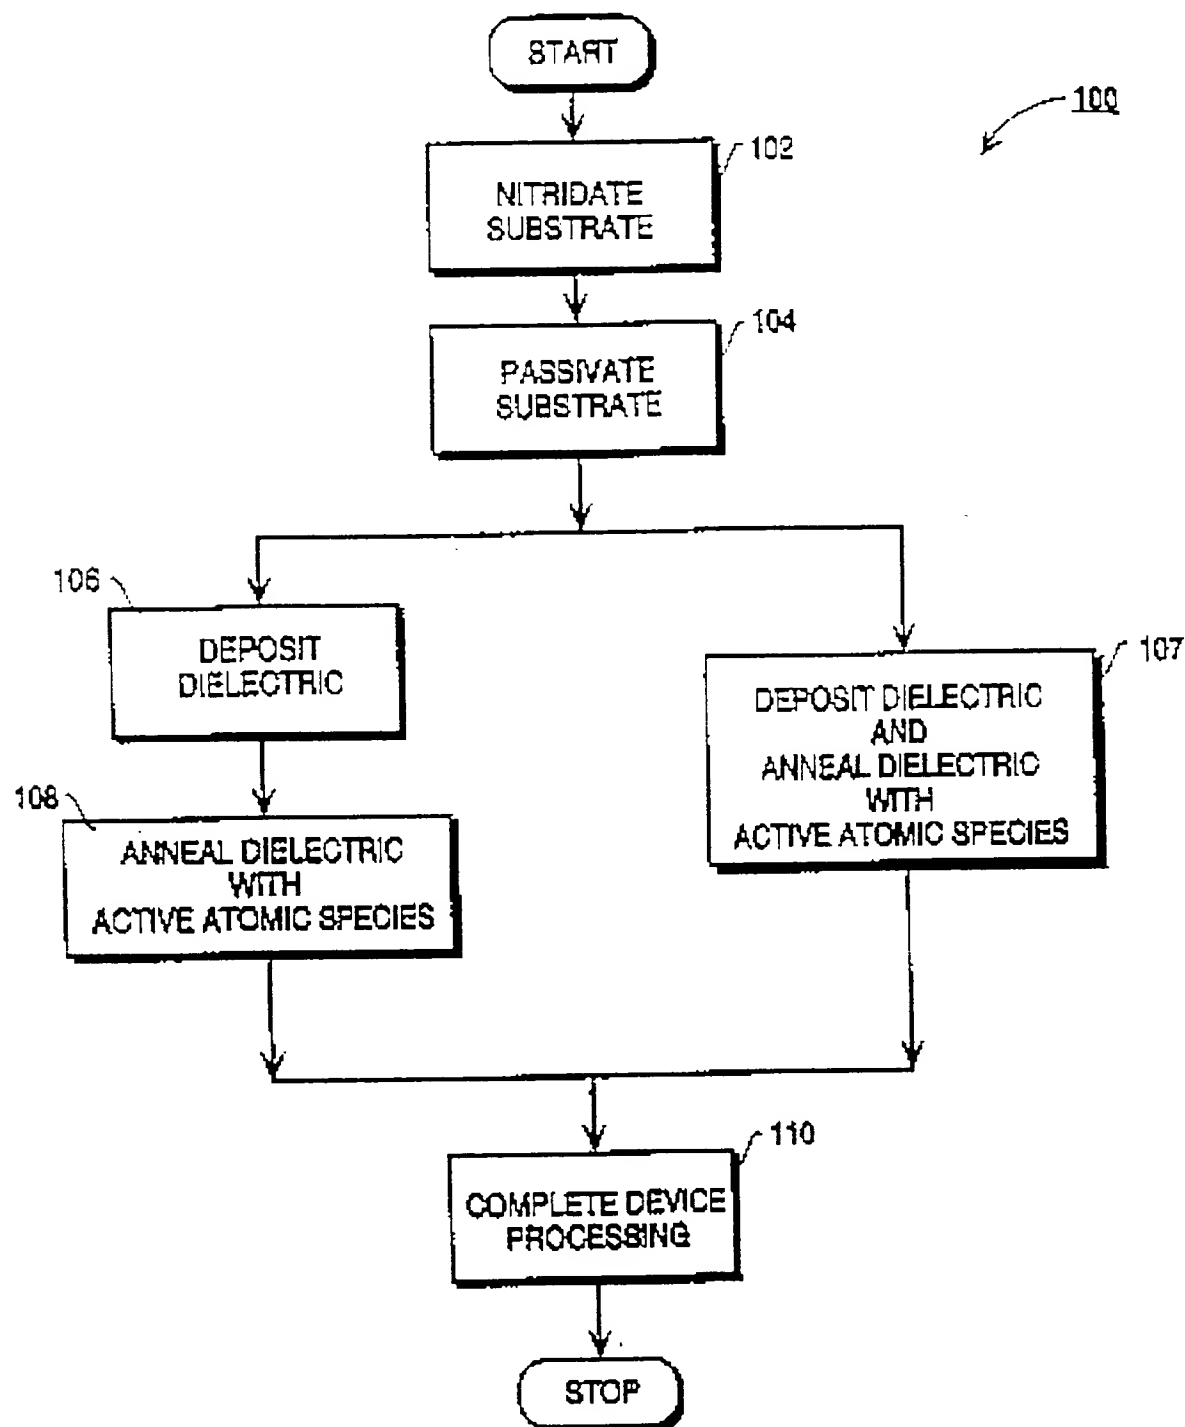 START
100
102
NITRIDATE
SUBSTRATE
104
PASSIVATE
SUBSTRATE
106
DEPOSIT
DIELECTRIC
107
DEPOSIT DIELECTRIC
AND
ANNEAL DIELECTRIC
WITH
ACTIVE ATOMIC SPECIES
108
ANNEAL DIELECTRIC
WITH
ACTIVE ATOMIC SPECIES
110
COMPLETE DEVICE
PROCESSING
STOP